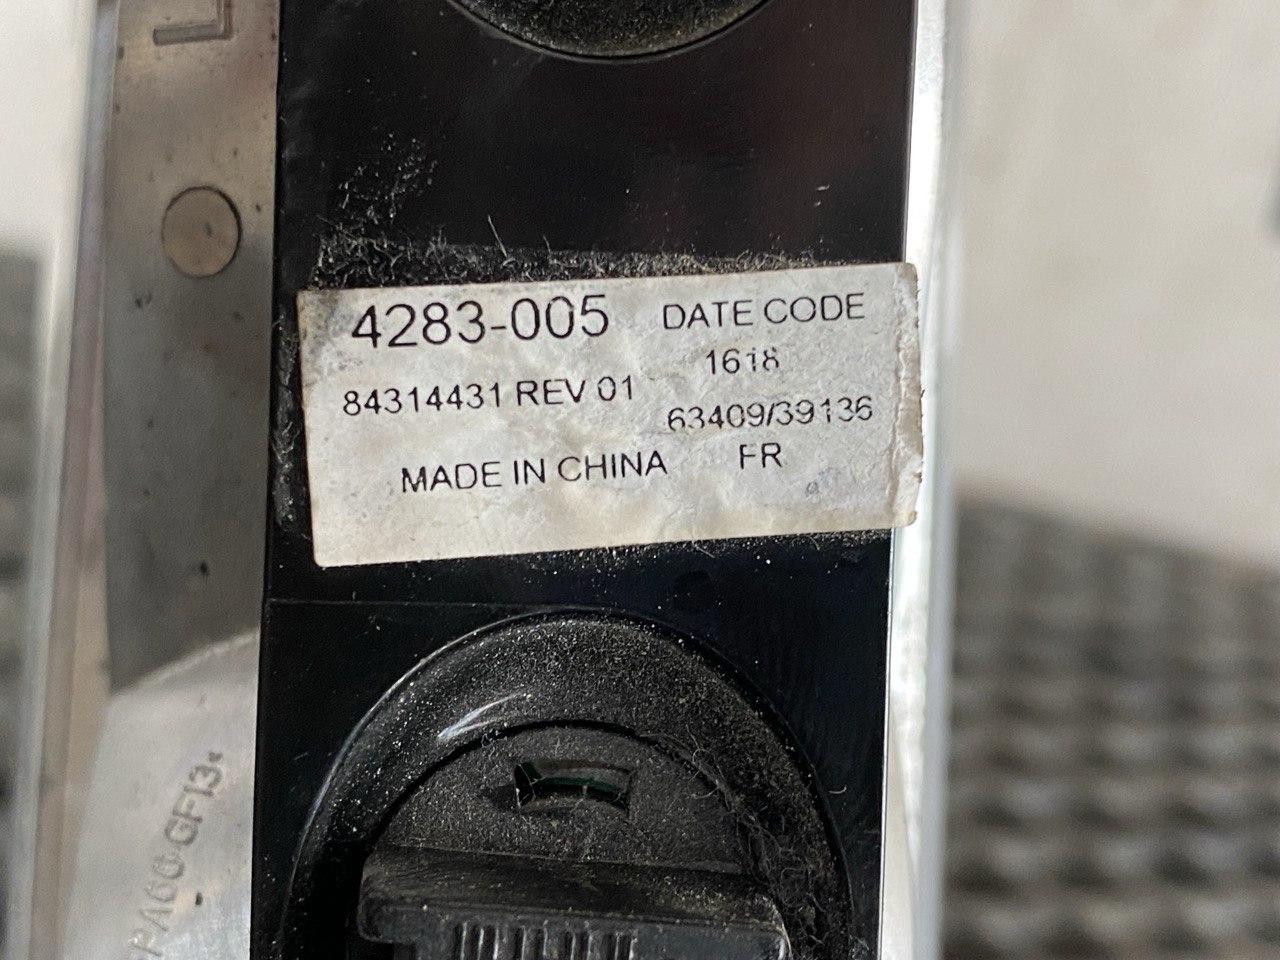 4283-005 DATE CODE
1618
84314431 REV 01
63409/39136
MADE IN CHINA FR